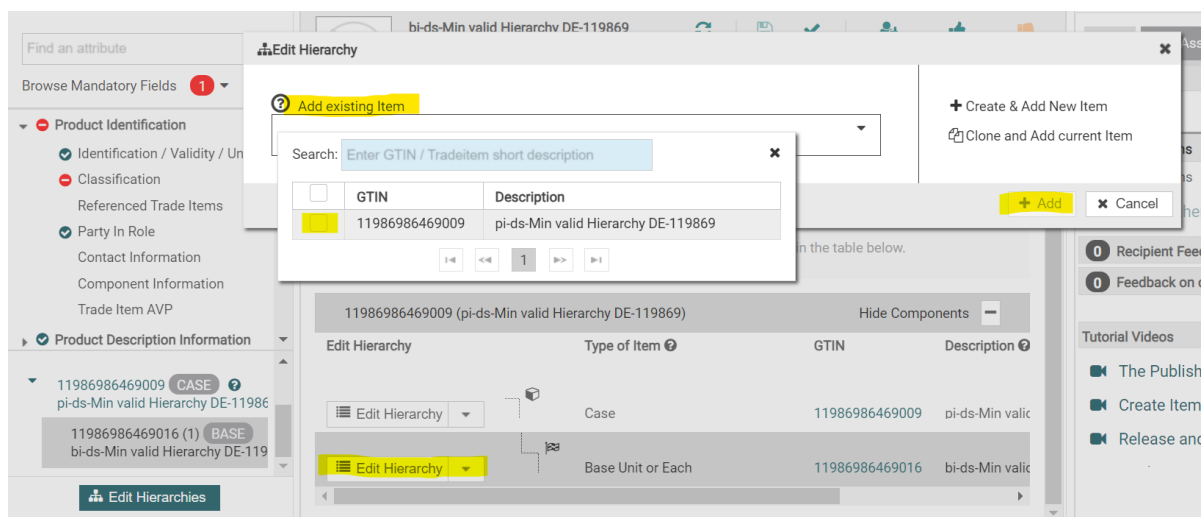 bi-ds-Min valid Hierarchy DE-119869
Find an attribute
Browse Mandatory Fields 1
Product Identification
Identification / Validity / Un
Classification
Referenced Trade Items
Party In Role
Contact Information
Component Information
Trade Item AVP
Product Description Information
11986986469009 CASE
pi-ds-Min valid Hierarchy DE-11986
11986986469016 (1) BASE
bi-ds-Min valid Hierarchy DE-119
Edit Hierarchies
Edit Hierarchy
Add existing Item
Create & Add New Item
Clone and Add current Item
Search: Enter GTIN / Tradeitem short description
GTIN Description
11986986469009 pi-ds-Min valid Hierarchy DE-119869
1
Add Cancel
in the table below.
11986986469009 (pi-ds-Min valid Hierarchy DE-119869) Hide Components
Edit Hierarchy Type of Item GTIN Description
Edit Hierarchy Case 11986986469009 pi-ds-Min valid
Edit Hierarchy Base Unit or Each 11986986469016 bi-ds-Min valid
Ass
ns
ns
he
0 Recipient Fee
0 Feedback on
Tutorial Videos
The Publish
Create Item
Release and